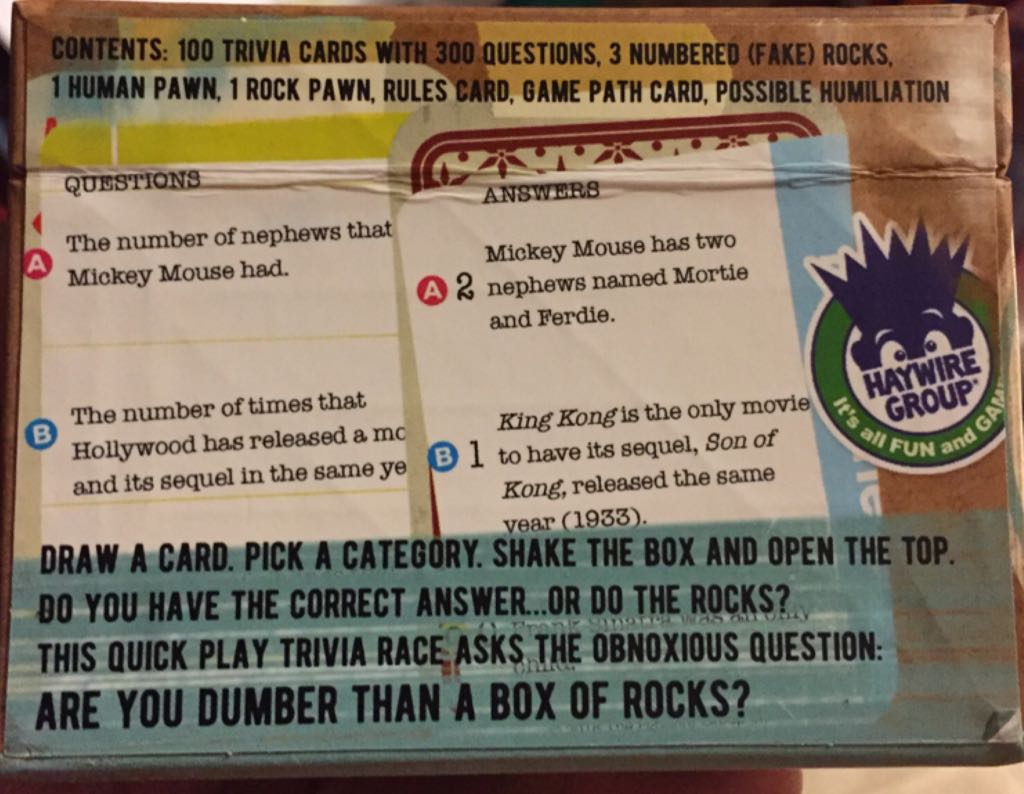 CONTENTS: 100 TRIVIA CARDS WITH 300 QUESTIONS, 3 NUMBERED (FAKE) ROCKS,
1 HUMAN PAWN, 1 ROCK PAWN, RULES CARD, GAME PATH CARD, POSSIBLE HUMILIATION
QUESTIONS
A The number of nephews that
Mickey Mouse had.
B The number of times that
Hollywood has released a mo
and its sequel in the same ye
ANSWERS
A 2 Mickey Mouse has two
nephews named Mortie
and Ferdie.
B 1 King Kong is the only movie
to have its sequel, Son of
Kong, released the same
year (1933).
HAYWIRE
GROUP
It's all FUN and GAM
DRAW A CARD. PICK A CATEGORY. SHAKE THE BOX AND OPEN THE TOP.
DO YOU HAVE THE CORRECT ANSWER...OR DO THE ROCKS?
THIS QUICK PLAY TRIVIA RACE ASKS THE OBNOXIOUS QUESTION:
ARE YOU DUMBER THAN A BOX OF ROCKS?